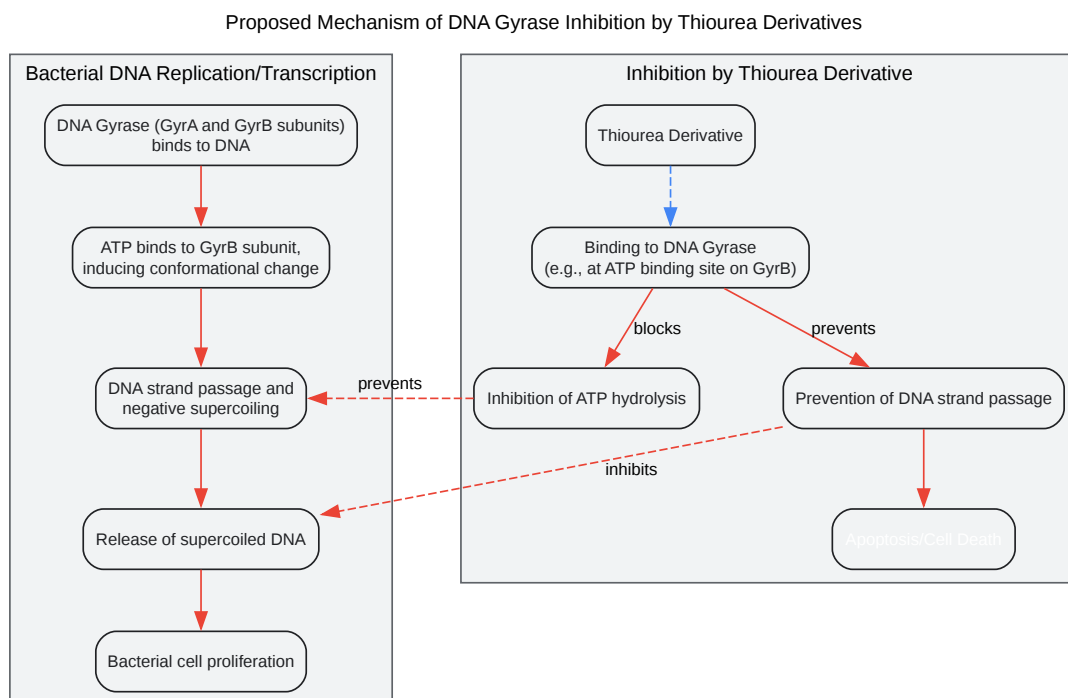 Proposed Mechanism of DNA Gyrase Inhibition by Thiourea Derivatives
Bacterial DNA Replication/Transcription
DNA Gyrase (GyrA and GyrB subunits)
binds to DNA
ATP binds to GyrB subunit,
inducing conformational change
DNA strand passage and
negative supercoiling
Release of supercoiled DNA
Bacterial cell proliferation
Inhibition by Thiourea Derivative
Thiourea Derivative
Binding to DNA Gyrase
(e.g., at ATP binding site on GyrB)
blocks
prevents
prevents
Inhibition of ATP hydrolysis
Prevention of DNA strand passage
inhibits
Apoptosis/Cell Death